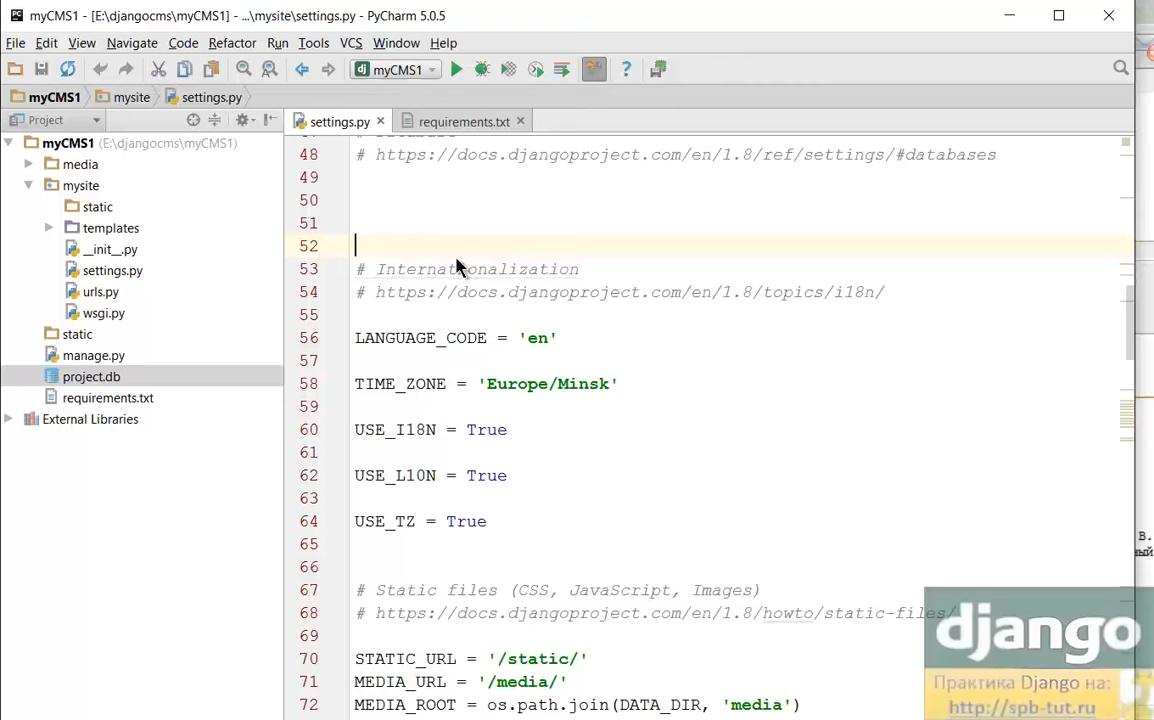 myCMS1 - [E:\djangocms\myCMS1] - ...\mysite\settings.py - PyCharm 5.0.5
File Edit View Navigate Code Refactor Run Tools VCS Window Help
myCMS1
myCMS1 mysite settings.py
Project
settings.py
requirements.txt
myCMS1 (E:\djangocms\myCMS1)
media
mysite
static
templates
__init__.py
settings.py
urls.py
wsgi.py
static
manage.py
project.db
requirements.txt
External Libraries
48 # https://docs.djangoproject.com/en/1.8/ref/settings/#databases
49
50
51
52
53 # Internationalization
54 # https://docs.djangoproject.com/en/1.8/topics/i18n/
55
56 LANGUAGE_CODE = 'en'
57
58 TIME_ZONE = 'Europe/Minsk'
59
60 USE_I18N = True
61
62 USE_L10N = True
63
64 USE_TZ = True
65
66
67 # Static files (CSS, JavaScript, Images)
68 # https://docs.djangoproject.com/en/1.8/howto/static-files/
69
70 STATIC_URL = '/static/'
71 MEDIA_URL = '/media/'
72 MEDIA_ROOT = os.path.join(DATA_DIR, 'media')
В.
django
Практика Django на:
http://spb-tut.ru